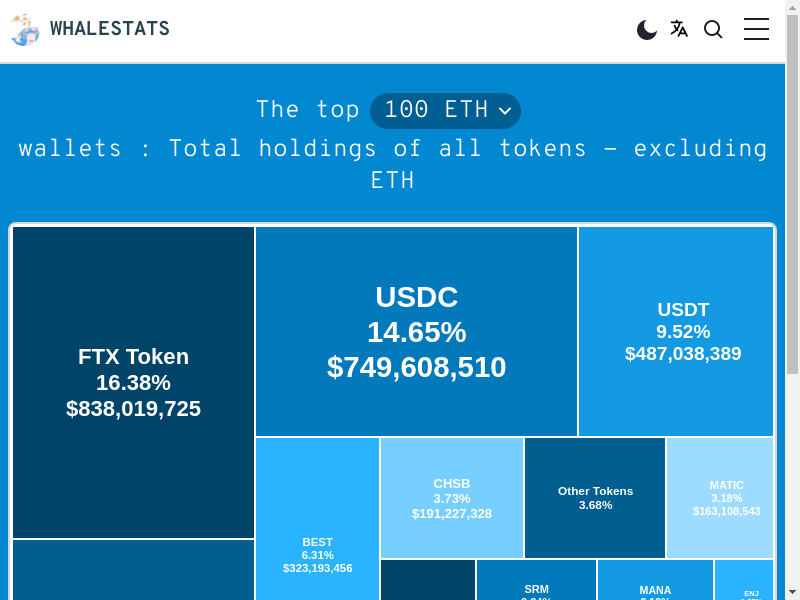 WHALESTATS
The top 100 ETH
wallets : Total holdings of all tokens – excluding
ETH
FTX Token
16.38%
$838,019,725
USDC
14.65%
$749,608,510
USDT
9.52%
$487,038,389
BEST
6.31%
$323,193,456
CHSB
3.73%
$191,227,328
Other Tokens
3.68%
MATIC
3.18%
$163,108,543
SRM
MANA
ENJ